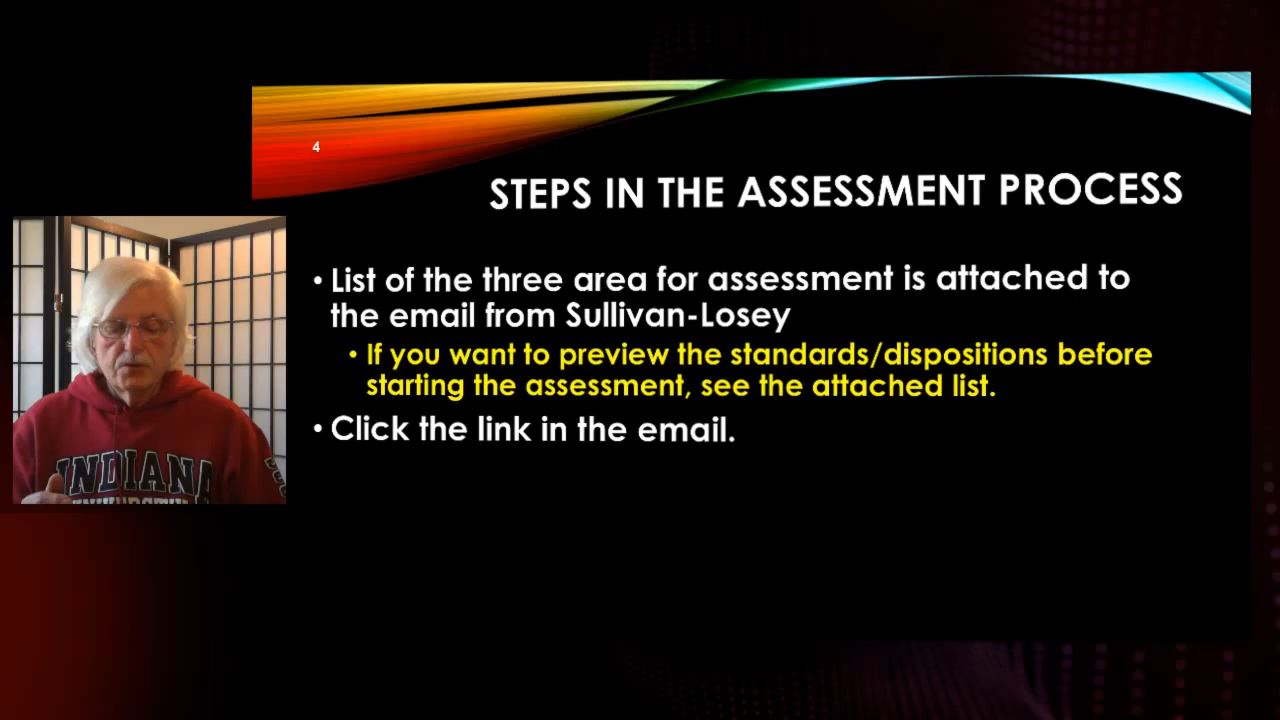 4
STEPS IN THE ASSESSMENT PROCESS
• List of the three area for assessment is attached to
the email from Sullivan-Losey
• If you want to preview the standards/dispositions before
starting the assessment, see the attached list.
• Click the link in the email.
INDIANA